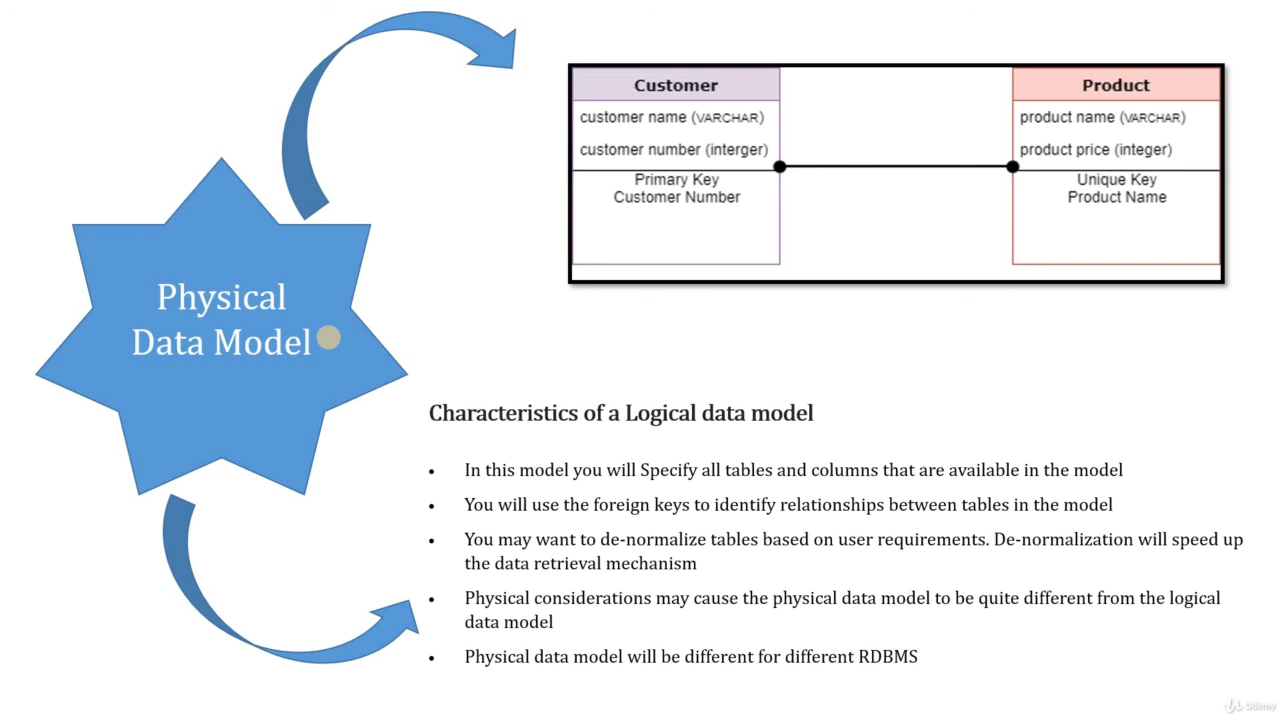 Customer
customer name (VARCHAR)
customer number (interger)
Primary Key
Customer Number
Product
product name (VARCHAR)
product price (integer)
Unique Key
Product Name
Physical
Data Model
Characteristics of a Logical data model
• In this model you will Specify all tables and columns that are available in the model
• You will use the foreign keys to identify relationships between tables in the model
• You may want to de-normalize tables based on user requirements. De-normalization will speed up
the data retrieval mechanism
• Physical considerations may cause the physical data model to be quite different from the logical
data model
• Physical data model will be different for different RDBMS
Udemy